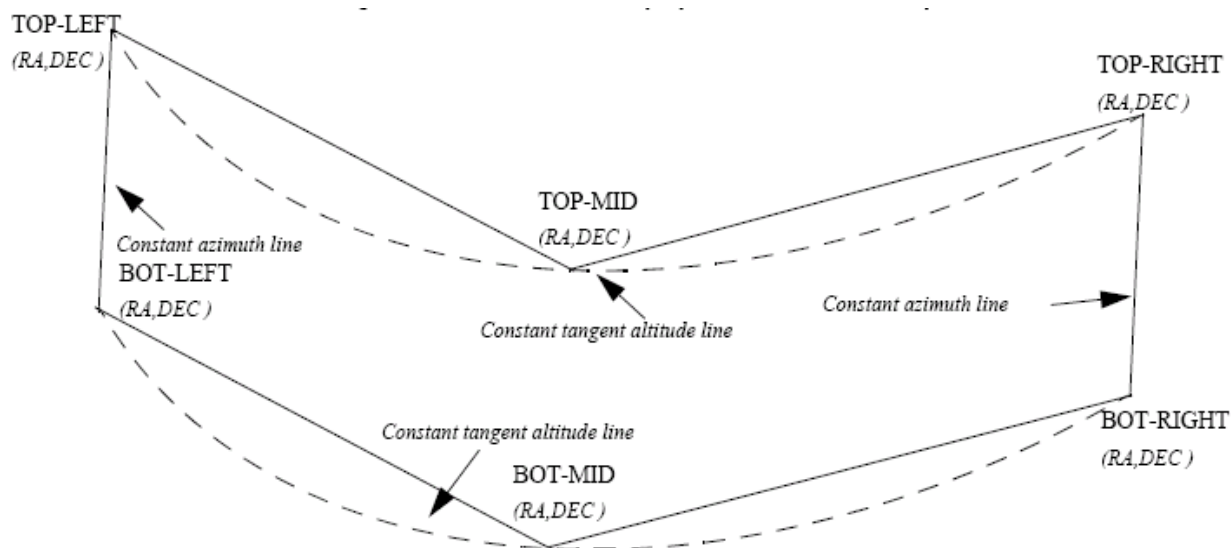 TOP-LEFT
(RA,DEC )
TOP-RIGHT
(RA,DEC )
TOP-MID
(RA,DEC )
Constant azimuth line
BOT-LEFT
(RA,DEC )
Constant azimuth line
Constant tangent altitude line
Constant tangent altitude line
BOT-RIGHT
(RA,DEC )
BOT-MID
(RA,DEC )